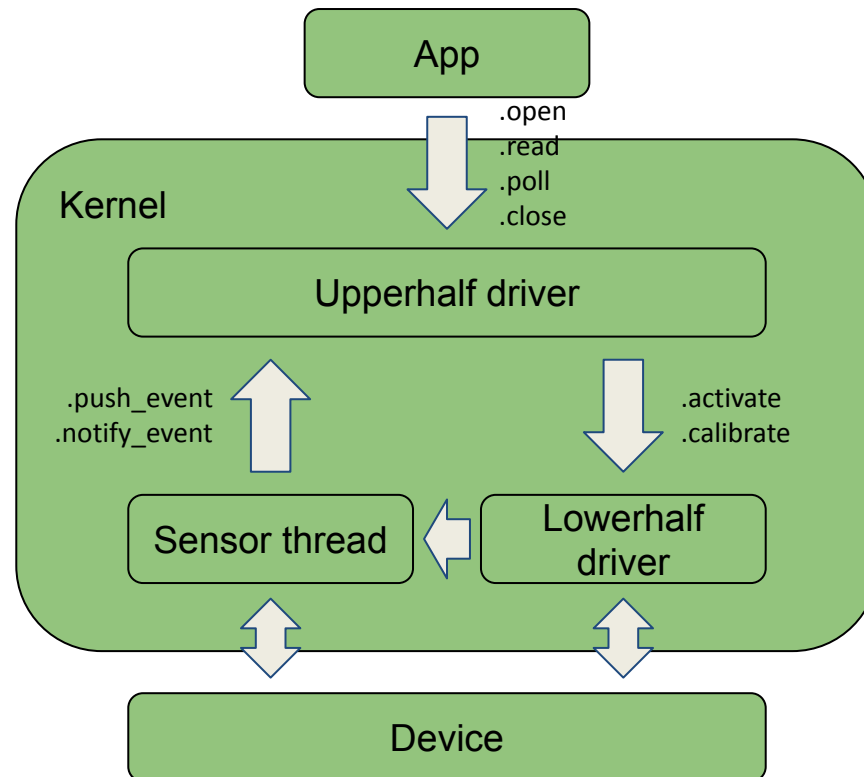 App
.open
.read
.poll
.close
Kernel
Upperhalf driver
.push_event
.notify_event
.activate
.calibrate
Sensor thread
Lowerhalf
driver
Device